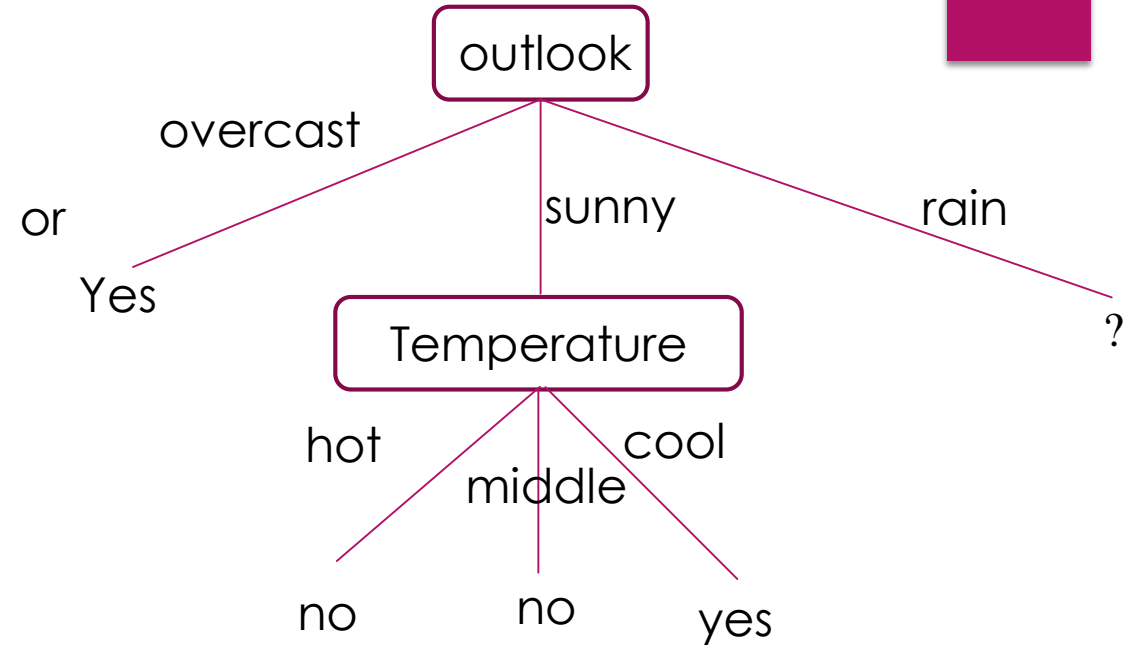 outlook
overcast
or
sunny
rain
Yes
?
Temperature
hot
cool
middle
no
no
yes